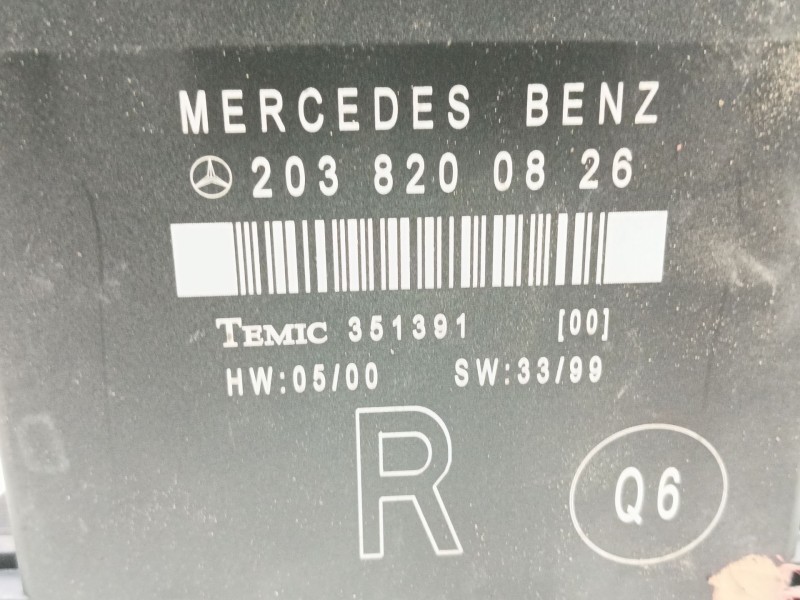 MERCEDES BENZ
203 820 08 26
TEMIC 351391 [00]
HW:05/00 SW:33/99
R
Q6